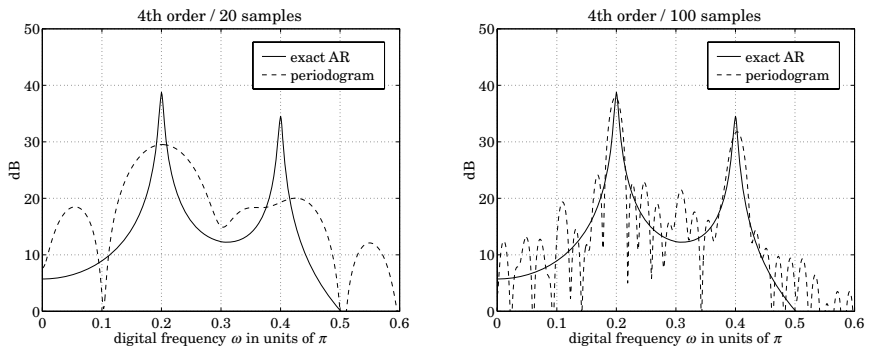 4th order / 20 samples
50
40
30
20
10
0
dB
exact AR
periodogram
0 0.1 0.2 0.3 0.4 0.5 0.6
digital frequency ω in units of π
4th order / 100 samples
50
40
30
20
10
0
dB
exact AR
periodogram
0 0.1 0.2 0.3 0.4 0.5 0.6
digital frequency ω in units of π